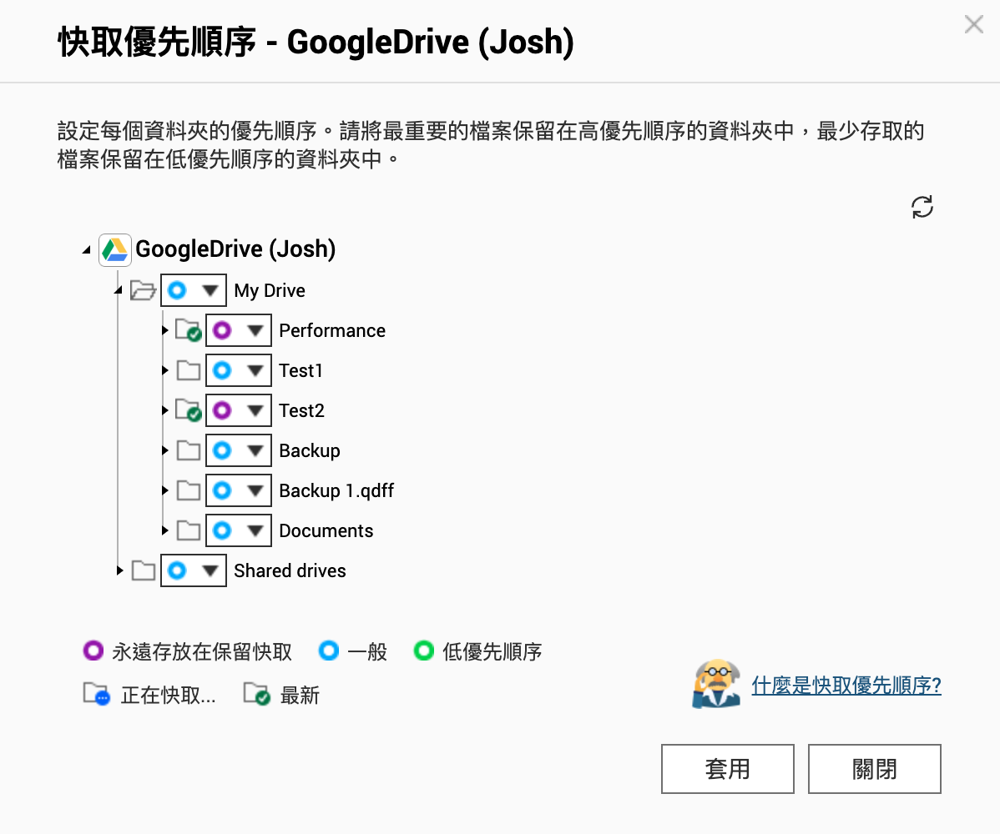 快取優先順序 - GoogleDrive (Josh)
設定每個資料夾的優先順序。請將最重要的檔案保留在高優先順序的資料夾中，最少存取的
檔案保留在低優先順序的資料夾中。
GoogleDrive (Josh)
My Drive
Performance
Test1
Test2
Backup
Backup 1.qdff
Documents
Shared drives
永遠存放在保留快取 一般 低優先順序
正在快取... 最新
什麼是快取優先順序?
套用 關閉